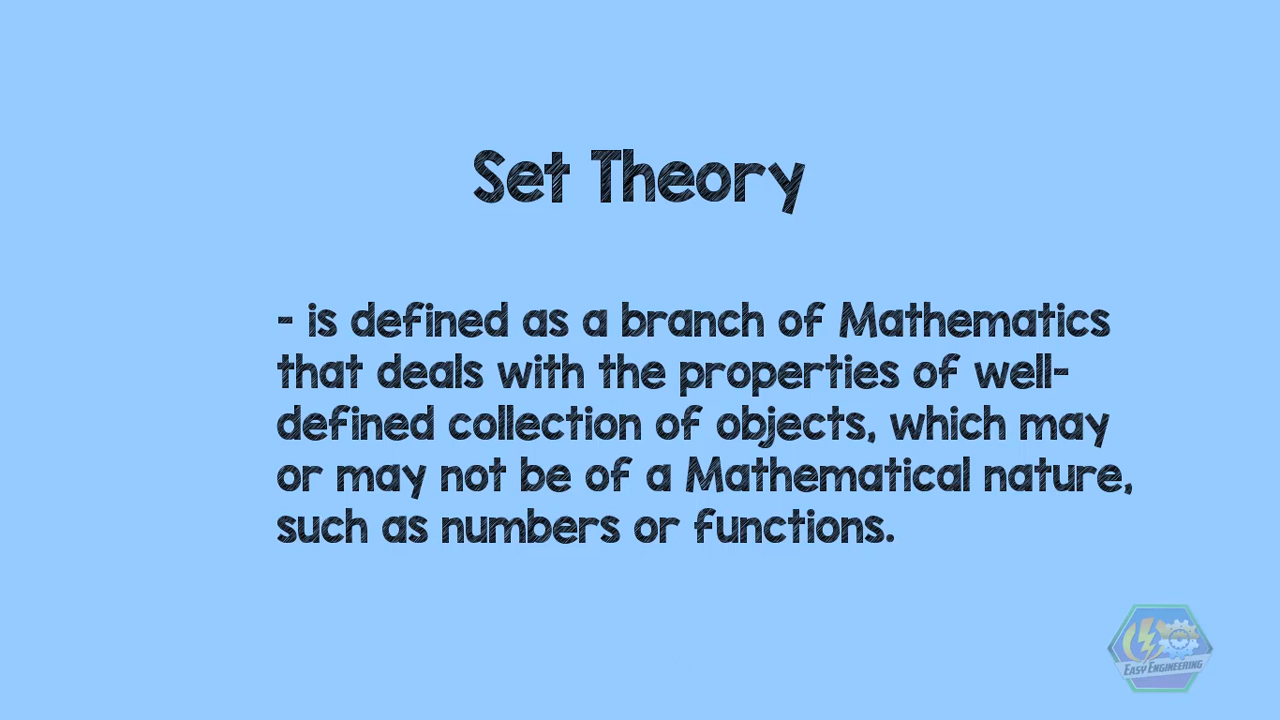 Set Theory
- is defined as a branch of Mathematics
that deals with the properties of well-
defined collection of objects, which may
or may not be of a Mathematical nature,
such as numbers or functions.
EASY ENGINEERING